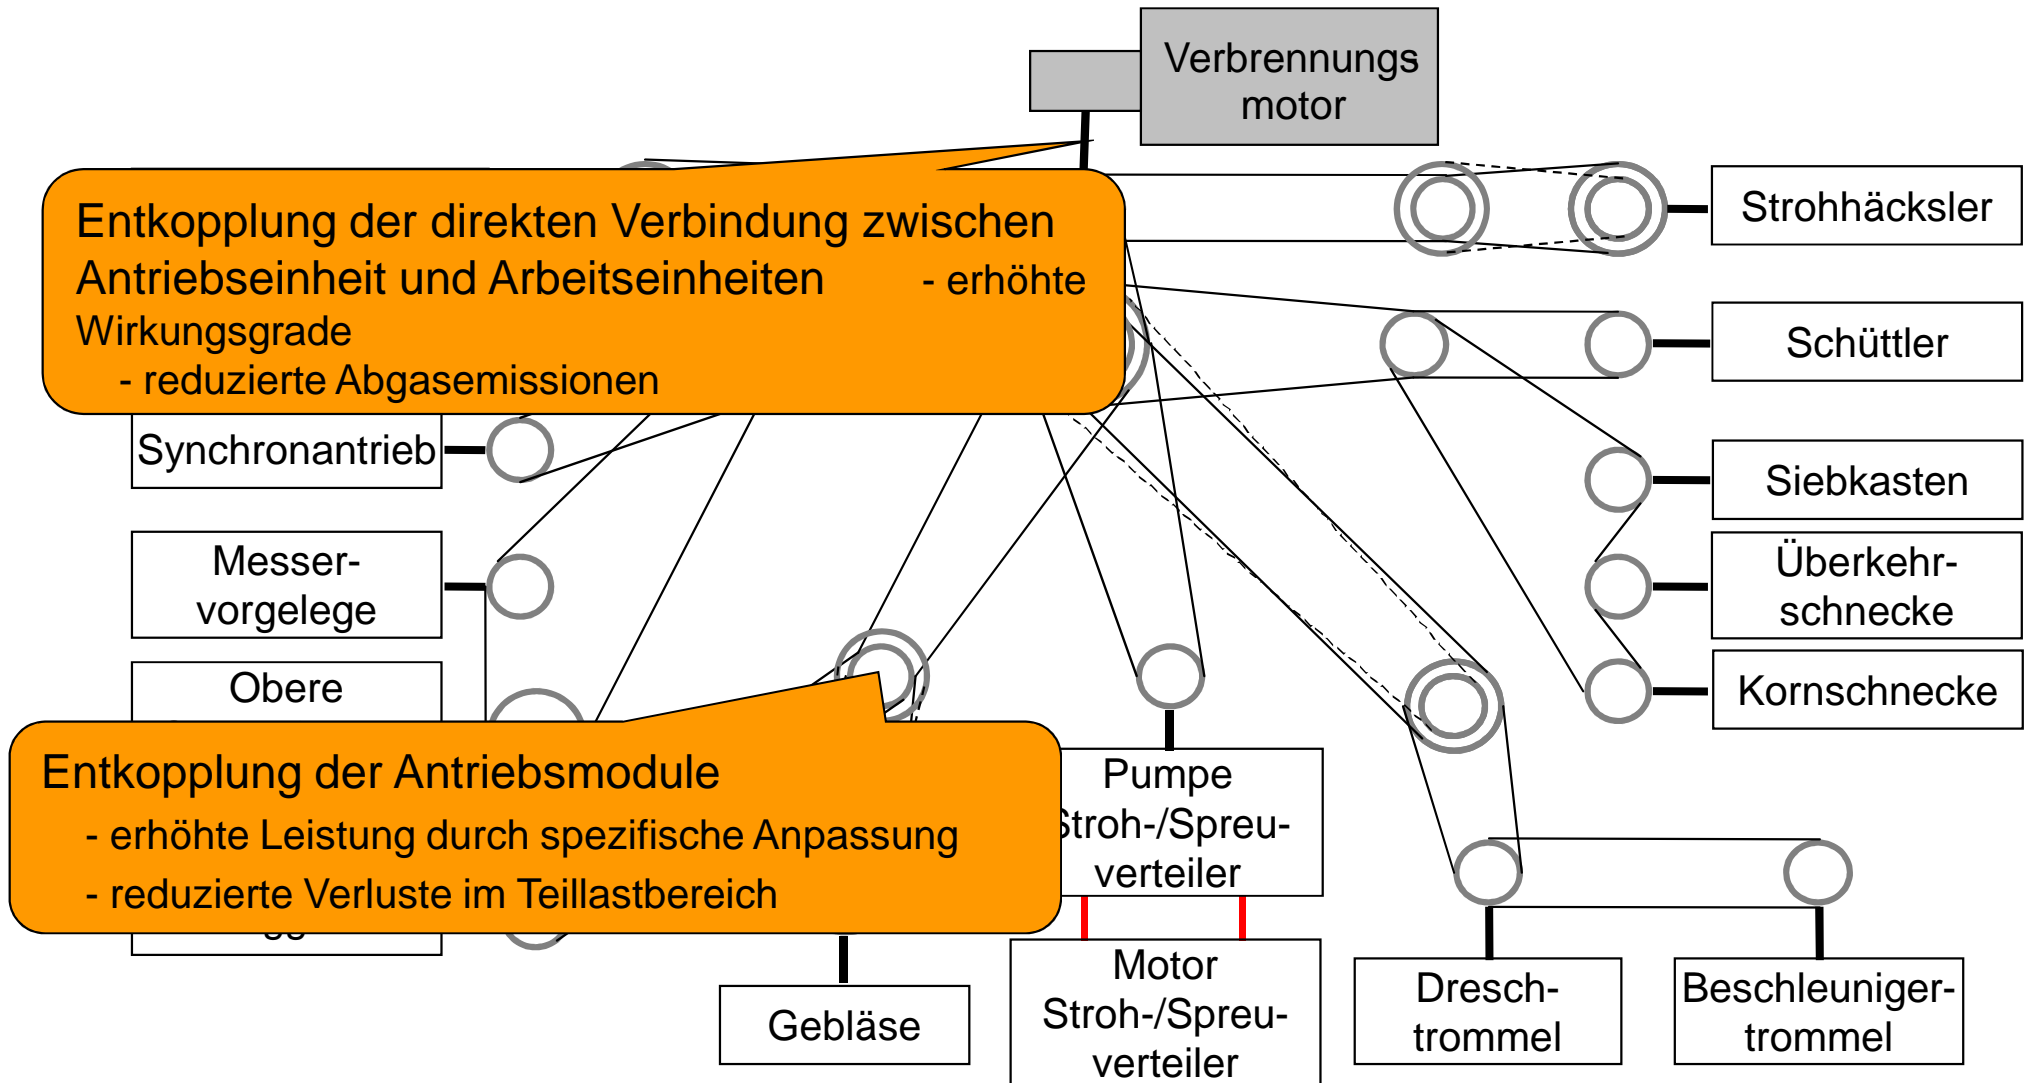 Verbrennungs
motor
Entkopplung der direkten Verbindung zwischen
Antriebseinheit und Arbeitseinheiten - erhöhte
Wirkungsgrade
- reduzierte Abgasemissionen
Strohhäcksler
Schüttler
Synchronantrieb
Siebkasten
Messer-
vorgelege
Überkehr-
schnecke
Obere
Kornschnecke
Entkopplung der Antriebsmodule
- erhöhte Leistung durch spezifische Anpassung
- reduzierte Verluste im Teillastbereich
Pumpe
Stroh-/Spreu-
verteiler
Motor
Stroh-/Spreu-
verteiler
Gebläse
Dresch-
trommel
Beschleuniger-
trommel